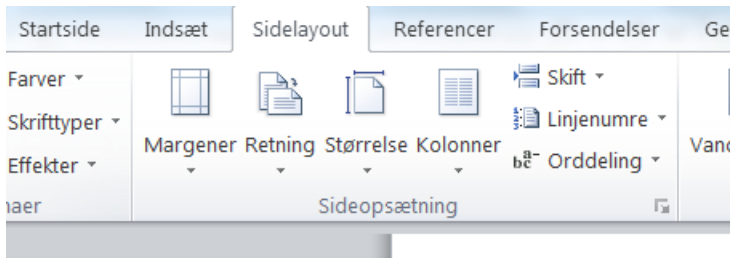 Startside Indsæt Sidelayout Referencer Forsendelser
Farver
Skrifttyper
Effekter
Margener Retning Størrelse Kolonner
Skift
Linjenumre
Orddeling
Sideopsætning